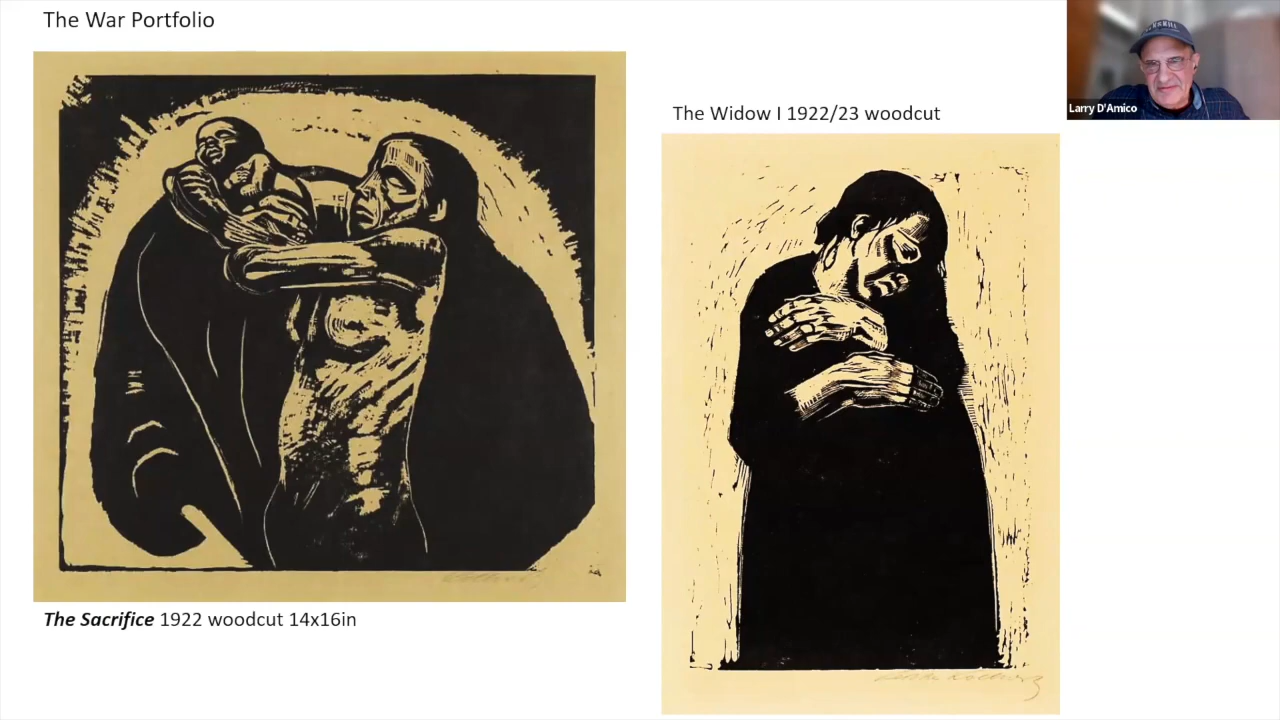 The War Portfolio
Larry D'Amico
The Widow I 1922/23 woodcut
The Sacrifice 1922 woodcut 14x16in